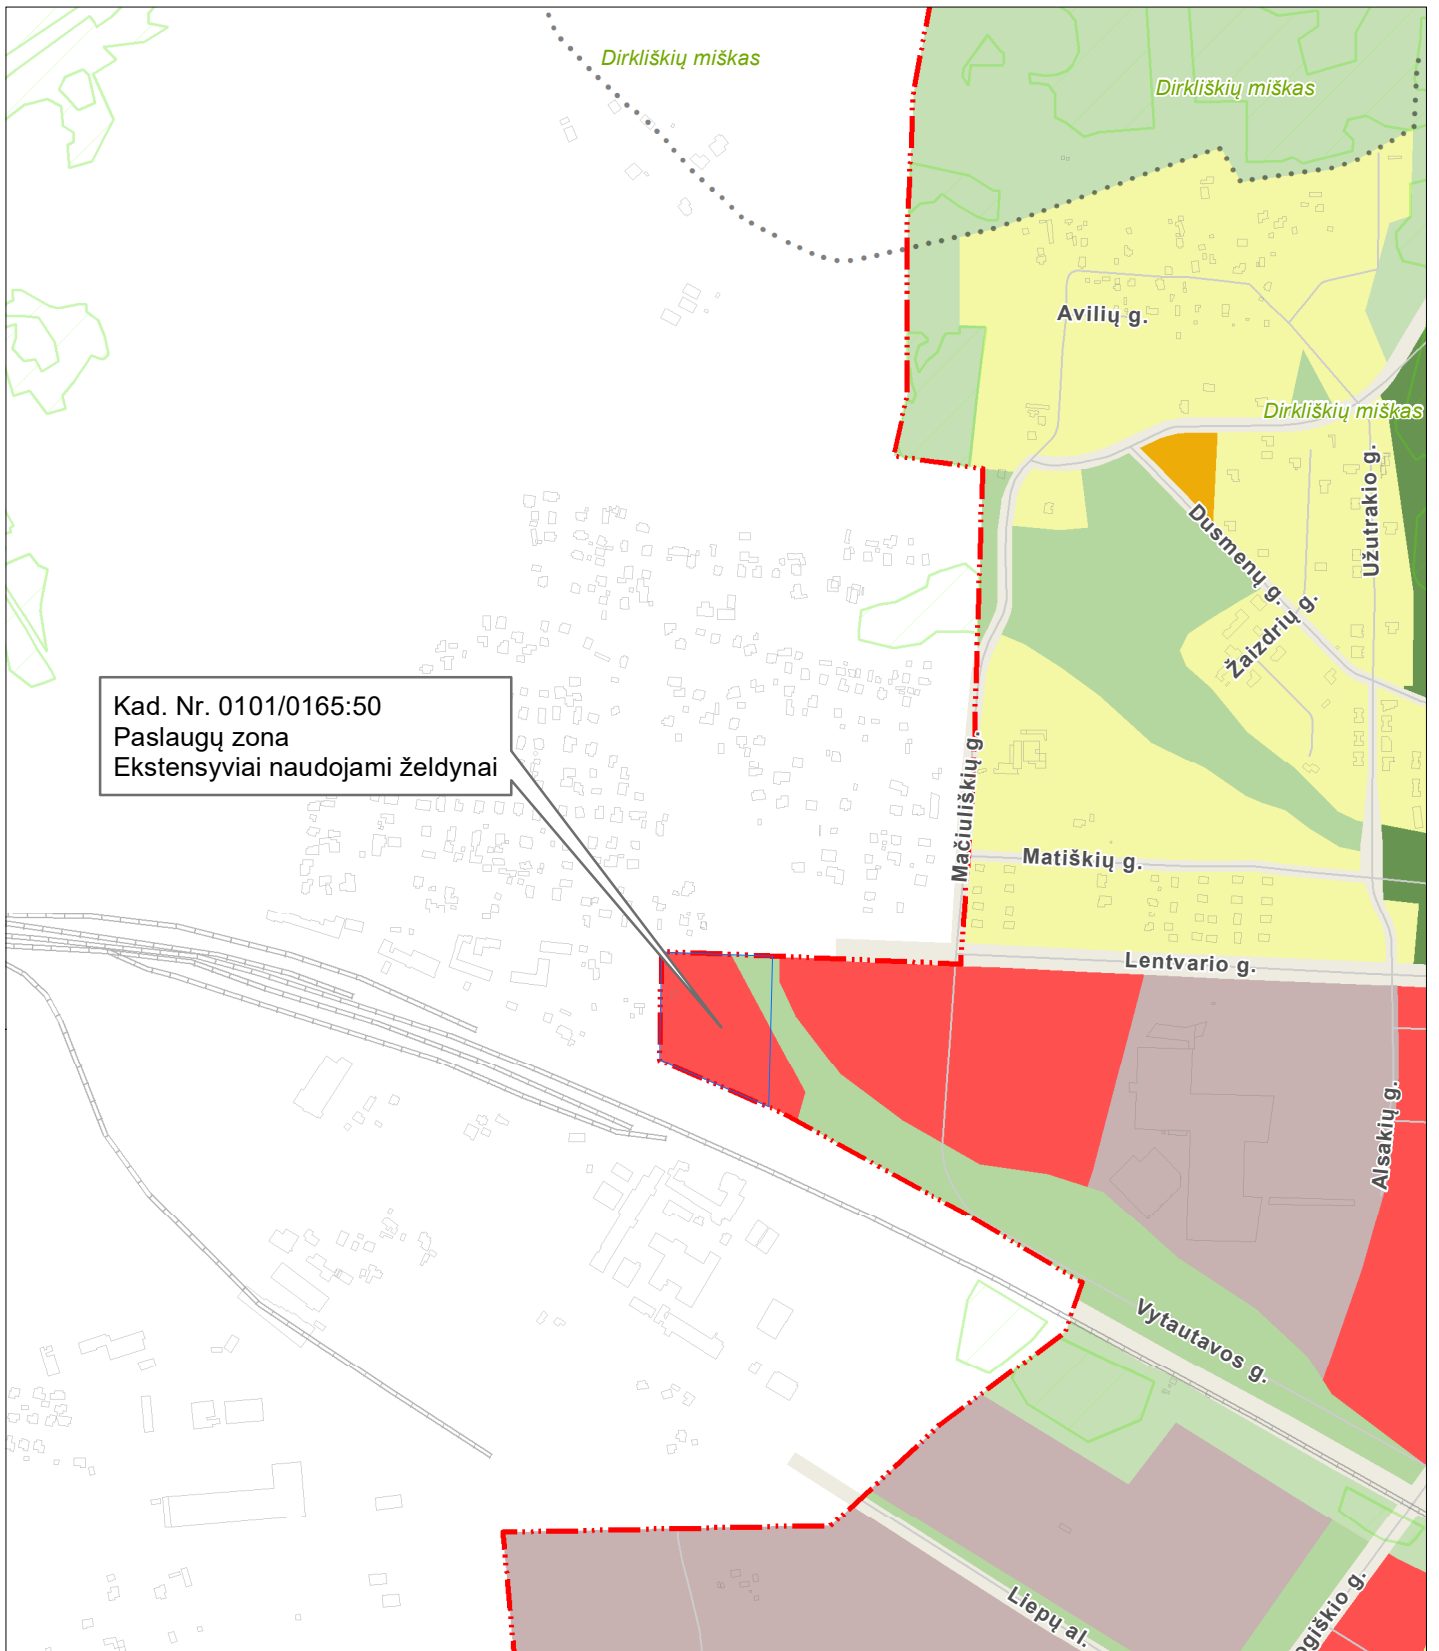 Dirkliškių miškas
Dirkliškių miškas
Avilių g.
Dirkliškių miškas
Užutrakio g.
Dusmenų g.
Žaizdrių g.
Kad. Nr. 0101/0165:50
Paslaugų zona
Ekstensyviai naudojami želdynai
Mačiuliškių g.
Matiškių g.
Lentvario g.
Alsakių g.
Vytautavos g.
Liepų al.
ogiškio g.